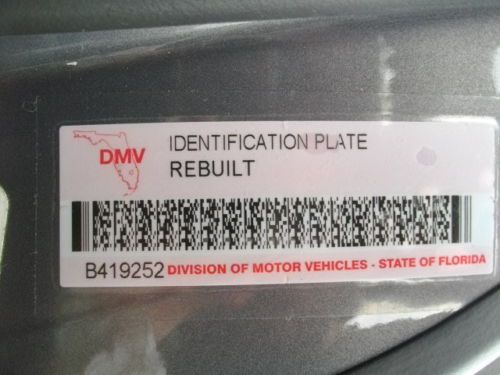 DMV
IDENTIFICATION PLATE
REBUILT
B419252 DIVISION OF MOTOR VEHICLES - STATE OF FLORIDA